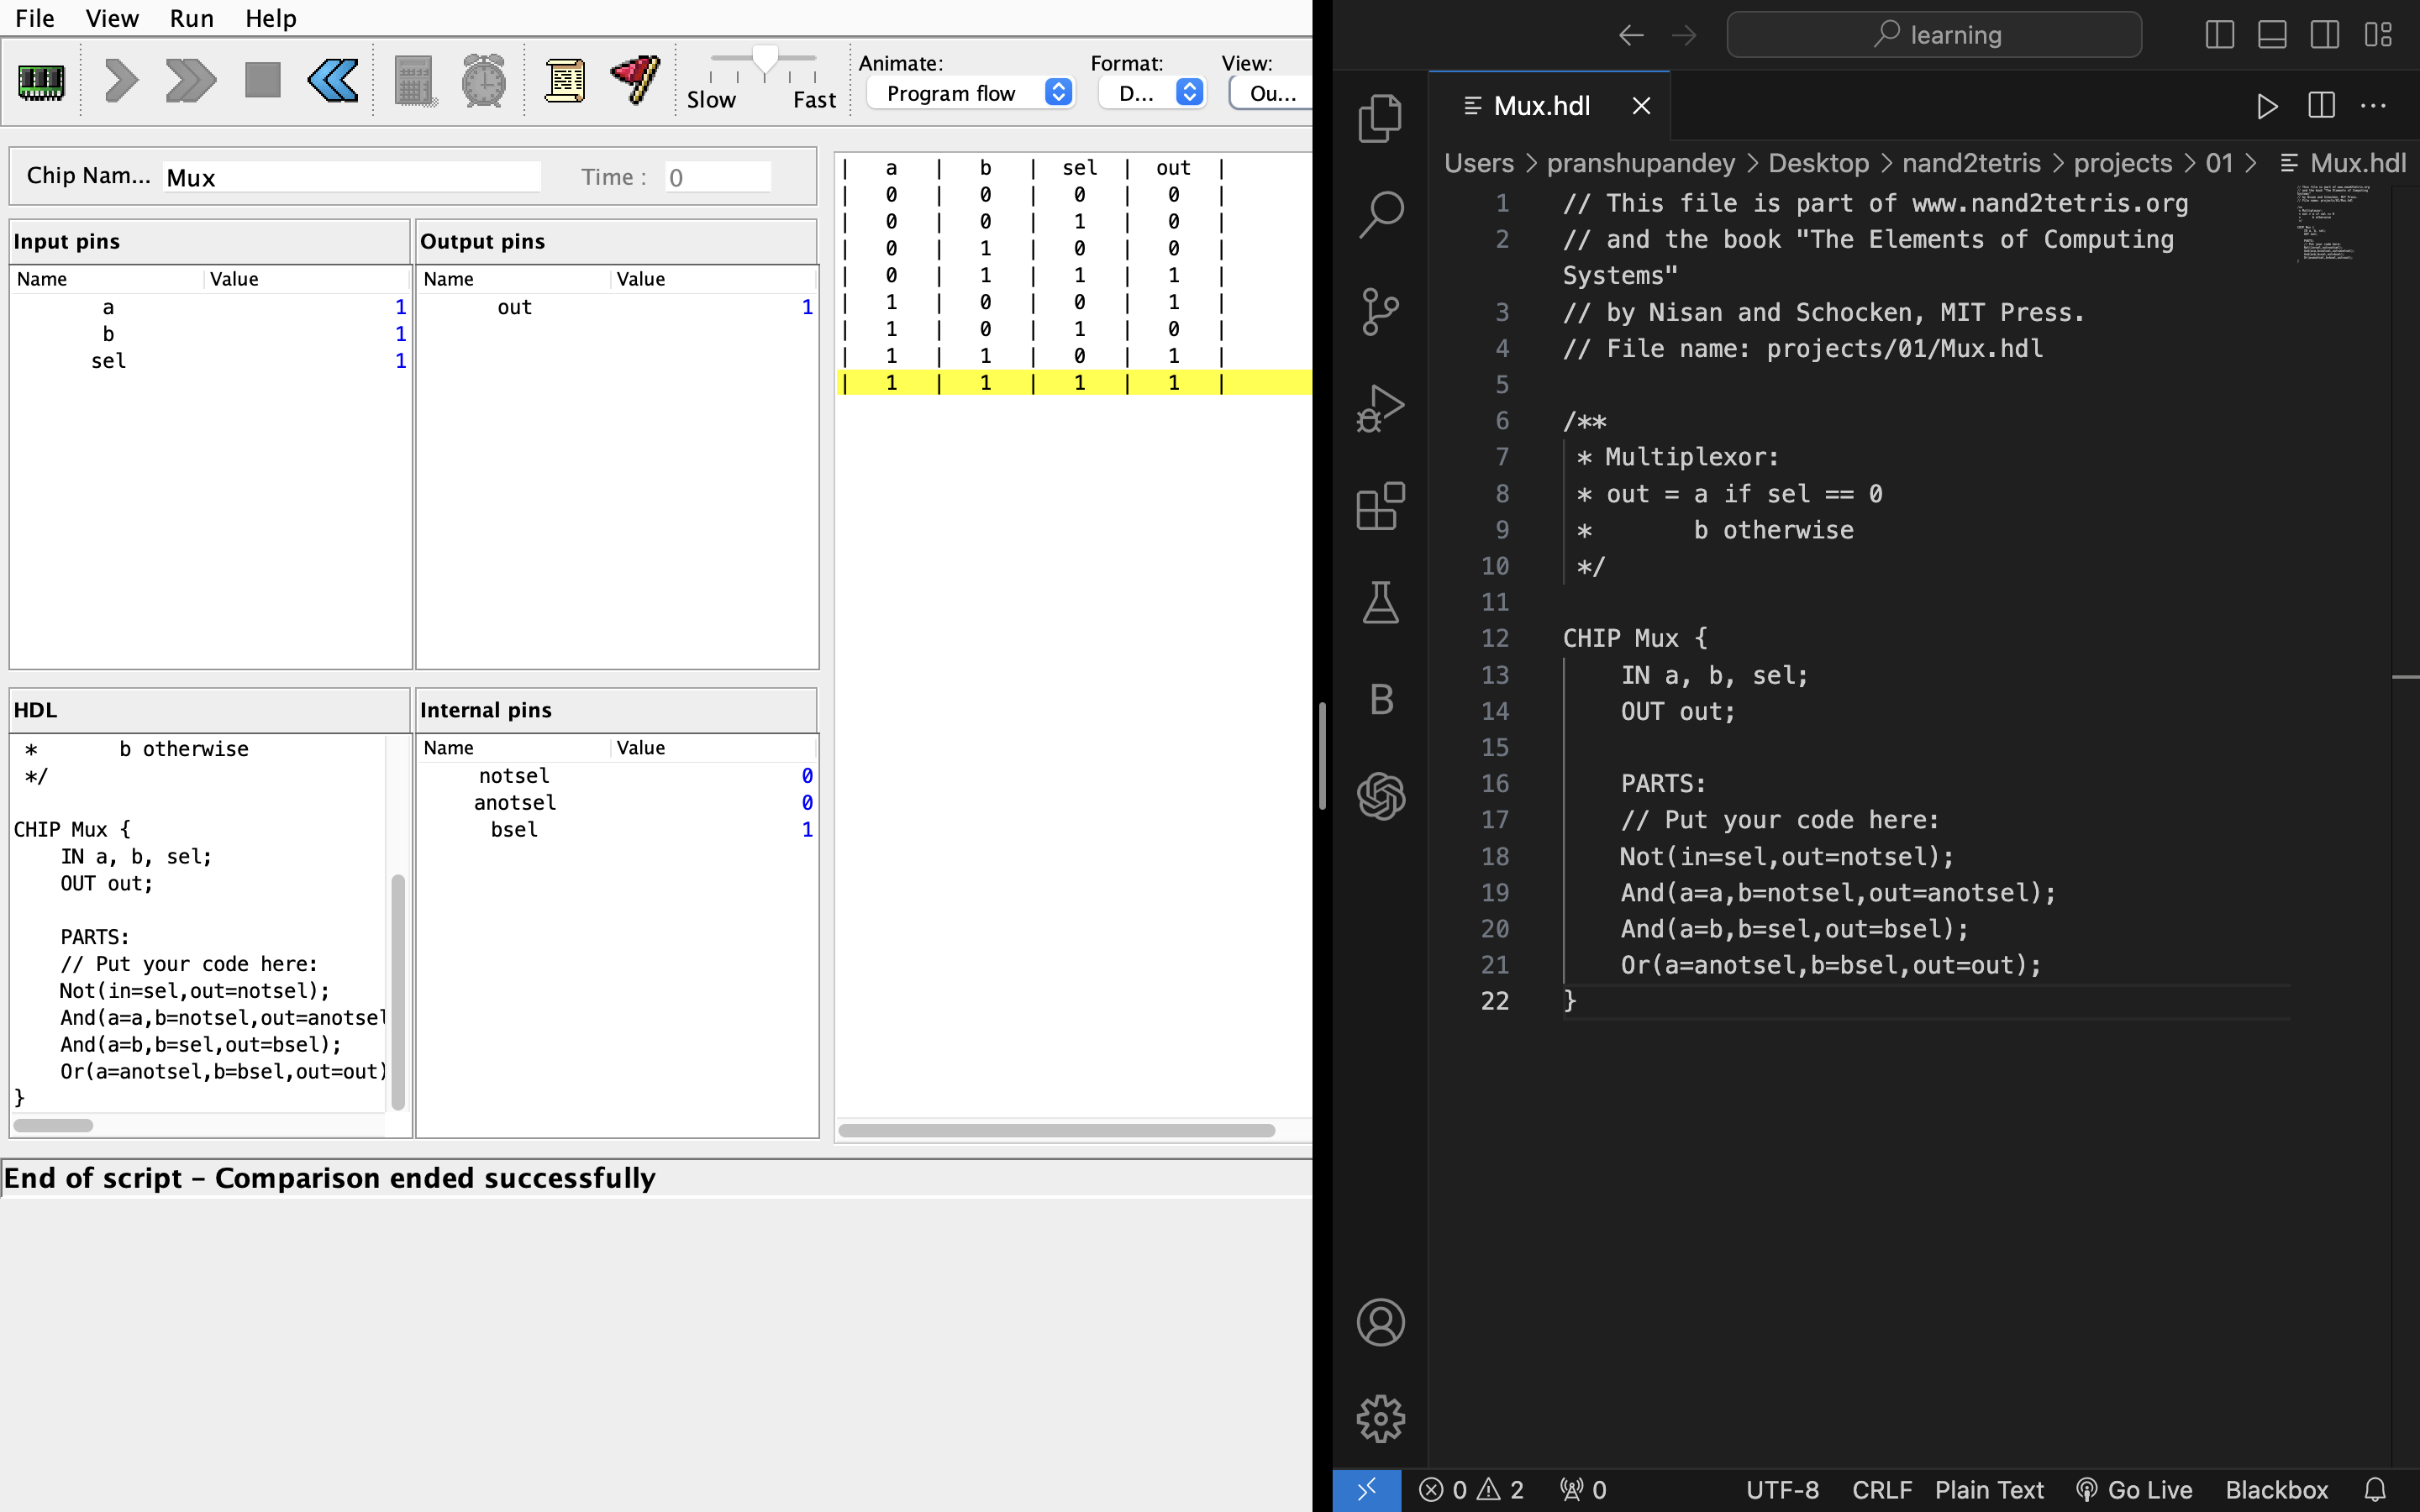 File View Run Help
Slow Fast
Animate: Format: View:
Program flow D... Ou...
Chip Nam... Mux Time : 0
Input pins
Name Value
a 1
b 1
sel 1
Output pins
Name Value
out 1
HDL
* b otherwise
*/
CHIP Mux {
IN a, b, sel;
OUT out;
PARTS:
// Put your code here:
Not(in=sel,out=notsel);
And(a=a,b=notsel,out=anotsel
And(a=b,b=sel,out=bsel);
Or(a=anotsel,b=bsel,out=out)
}
Internal pins
Name Value
notsel 0
anotsel 0
bsel 1
| a | b | sel | out |
| 0 | 0 | 0 | 0 |
| 0 | 0 | 1 | 0 |
| 0 | 1 | 0 | 0 |
| 0 | 1 | 1 | 1 |
| 1 | 0 | 0 | 1 |
| 1 | 0 | 1 | 0 |
| 1 | 1 | 0 | 1 |
| 1 | 1 | 1 | 1 |
End of script – Comparison ended successfully
learning
Mux.hdl
Users > pranshupandey > Desktop > nand2tetris > projects > 01 > Mux.hdl
1 // This file is part of www.nand2tetris.org
2 // and the book "The Elements of Computing
Systems"
3 // by Nisan and Schocken, MIT Press.
4 // File name: projects/01/Mux.hdl
5
6 /**
7 * Multiplexor:
8 * out = a if sel == 0
9 * b otherwise
10 */
11
12 CHIP Mux {
13 IN a, b, sel;
14 OUT out;
15
16 PARTS:
17 // Put your code here:
18 Not(in=sel,out=notsel);
19 And(a=a,b=notsel,out=anotsel);
20 And(a=b,b=sel,out=bsel);
21 Or(a=anotsel,b=bsel,out=out);
22 }
B
0 2 0 UTF-8 CRLF Plain Text Go Live Blackbox